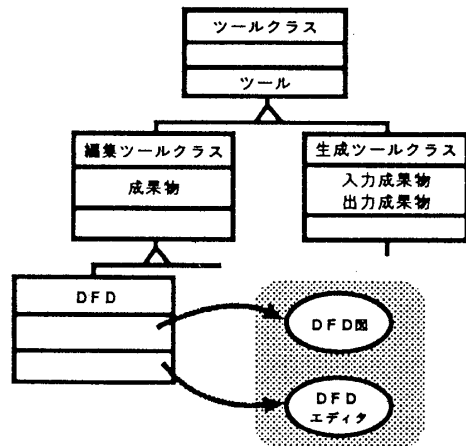 ツールクラス
ツール
編集ツールクラス
成果物
生成ツールクラス
入力成果物
出力成果物
DFD
DFD図
DFD
エディタ